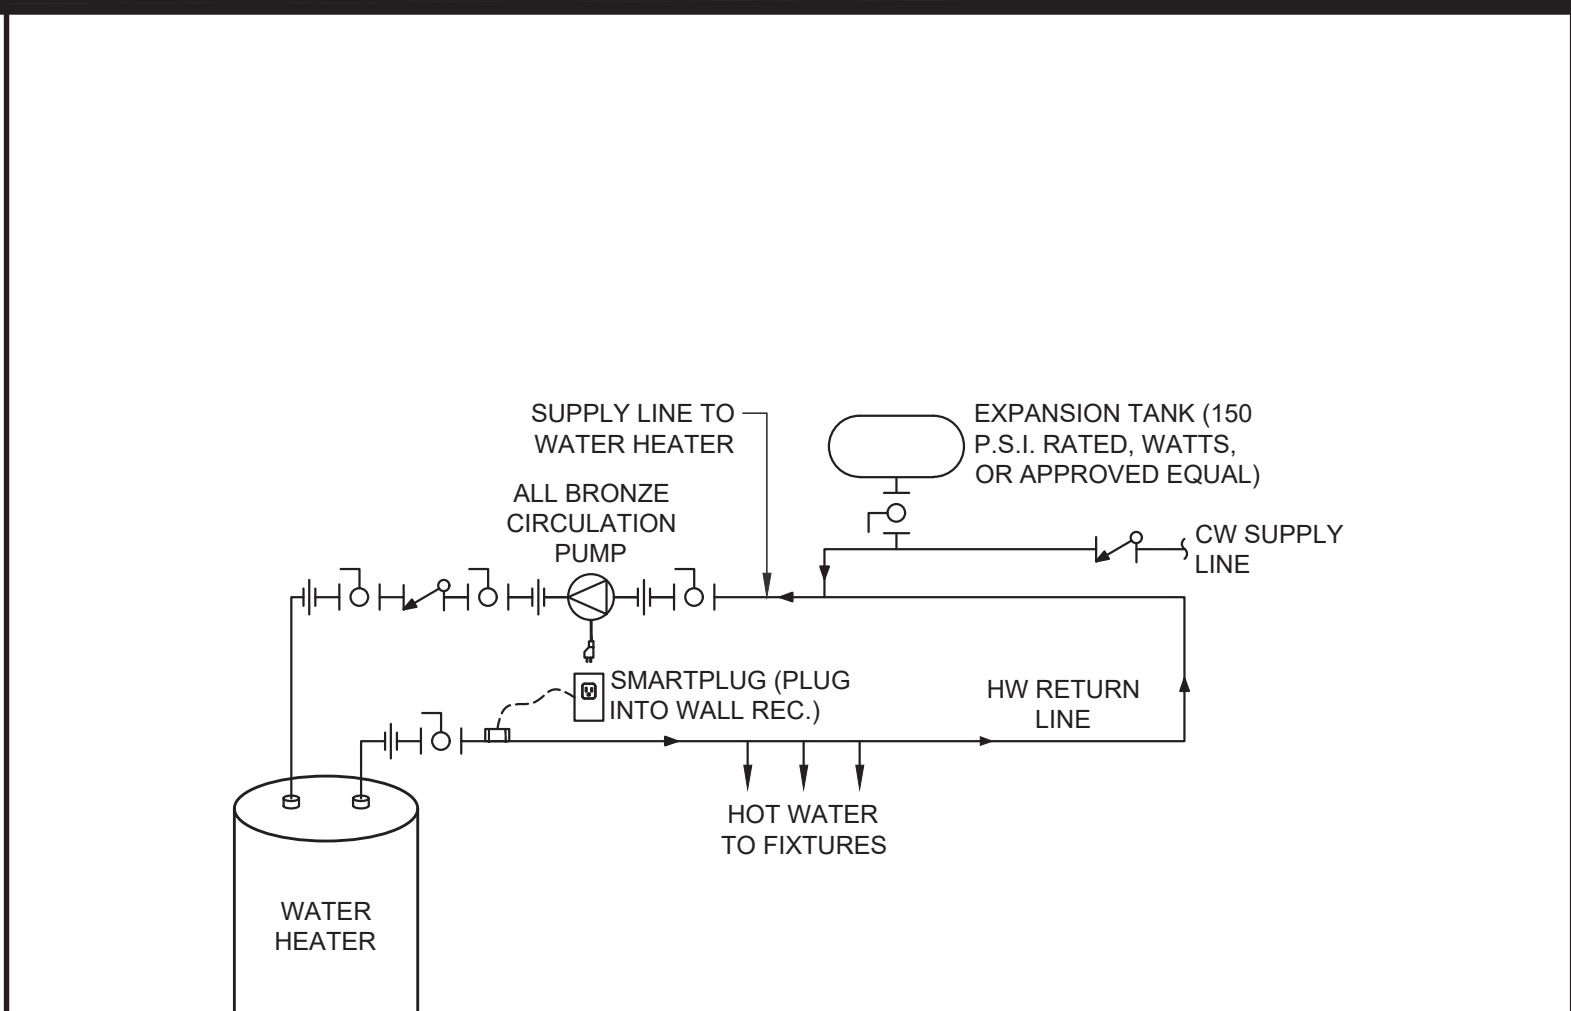 SUPPLY LINE TO
WATER HEATER
EXPANSION TANK (150
P.S.I. RATED, WATTS,
OR APPROVED EQUAL)
ALL BRONZE
CIRCULATION
PUMP
CW SUPPLY
LINE
SMARTPLUG (PLUG
INTO WALL REC.)
HW RETURN
LINE
HOT WATER
TO FIXTURES
WATER
HEATER